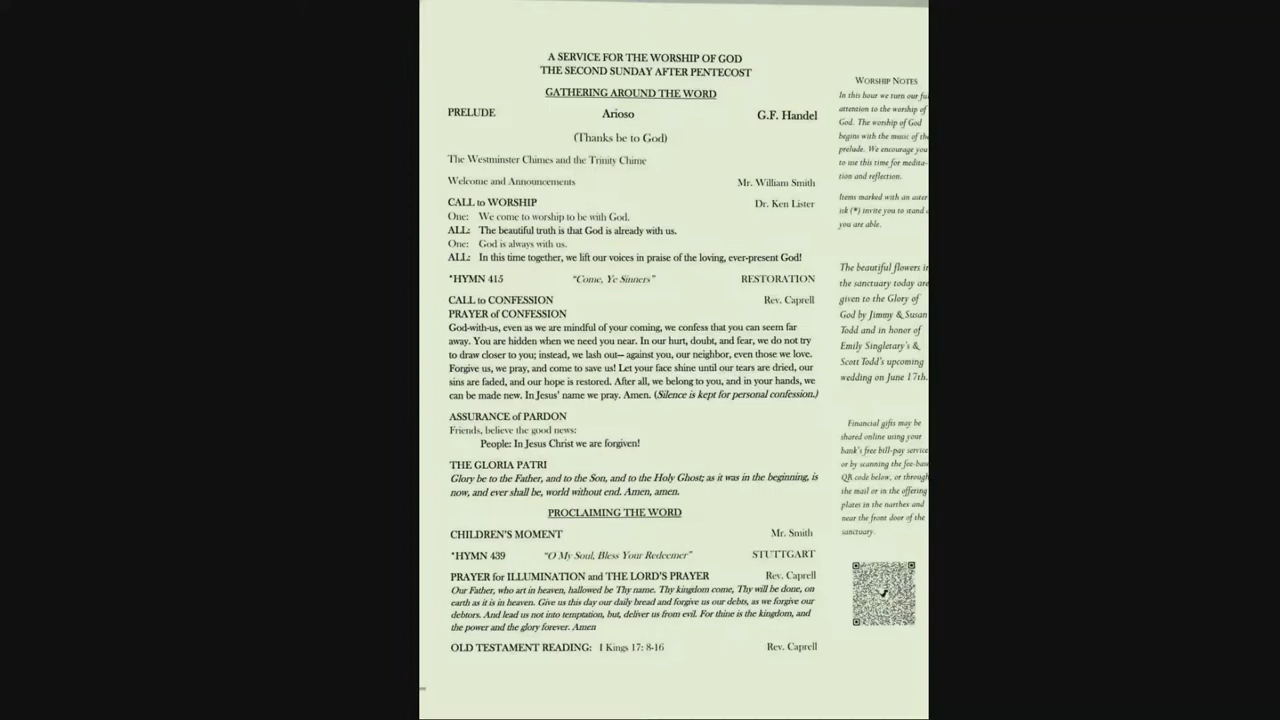 A SERVICE FOR THE WORSHIP OF GOD
THE SECOND SUNDAY AFTER PENTECOST
GATHERING AROUND THE WORD
PRELUDE Arioso G.F. Handel
(Thanks be to God)
The Westminster Chimes and the Trinity Chime
Welcome and Announcements Mr. William Smith
CALL to WORSHIP Dr. Ken Lister
One: We come to worship to be with God.
ALL: The beautiful truth is that God is already with us.
One: God is always with us.
ALL: In this time together, we lift our voices in praise of the loving, ever-present God!
*HYMN 415 "Come, Ye Sinners" RESTORATION
CALL to CONFESSION Rev. Caprell
PRAYER of CONFESSION
God-with-us, even as we are mindful of your coming, we confess that you can seem far
away. You are hidden when we need you near. In our hurt, doubt, and fear, we do not try
to draw closer to you; instead, we lash out— against you, our neighbor, even those we love.
Forgive us, we pray, and come to save us! Let your face shine until our tears are dried, our
sins are faded, and our hope is restored. After all, we belong to you, and in your hands, we
can be made new. In Jesus' name we pray. Amen. (Silence is kept for personal confession.)
ASSURANCE of PARDON
Friends, believe the good news:
People: In Jesus Christ we are forgiven!
THE GLORIA PATRI
Glory be to the Father, and to the Son, and to the Holy Ghost; as it was in the beginning, is
now, and ever shall be, world without end. Amen, amen.
PROCLAIMING THE WORD
CHILDREN'S MOMENT Mr. Smith
*HYMN 439 "O My Soul, Bless Your Redeemer" STUTTGART
PRAYER for ILLUMINATION and THE LORD'S PRAYER Rev. Caprell
Our Father, who art in heaven, hallowed be Thy name. Thy kingdom come, Thy will be done, on
earth as it is in heaven. Give us this day our daily bread and forgive our debts, as we forgive our
debtors. And lead us not into temptation, but, deliver us from evil. For thine is the kingdom, and
the power and the glory forever. Amen
OLD TESTAMENT READING: I Kings 17: 8-16 Rev. Caprell
WORSHIP NOTES
In this hour we turn our
attention to the worship of
God. The worship of God
begins with the music of
prelude. We encourage you
to use this time for medita-
tion and reflection.
Items marked with an aster
isk (*) invite you to stand
you are able.
The beautiful flowers in
the sanctuary today are
given to the Glory of
God by Jimmy & Susan
Todd and in honor of
Emily Singletary's &
Scott Todd's upcoming
wedding on June 17th.
Financial gifts may be
shared online using your
bank's free bill-pay service
or by scanning the
QR code below, or through
the mail or in the offering
plates in the narthex and
near the front door of the
sanctuary.